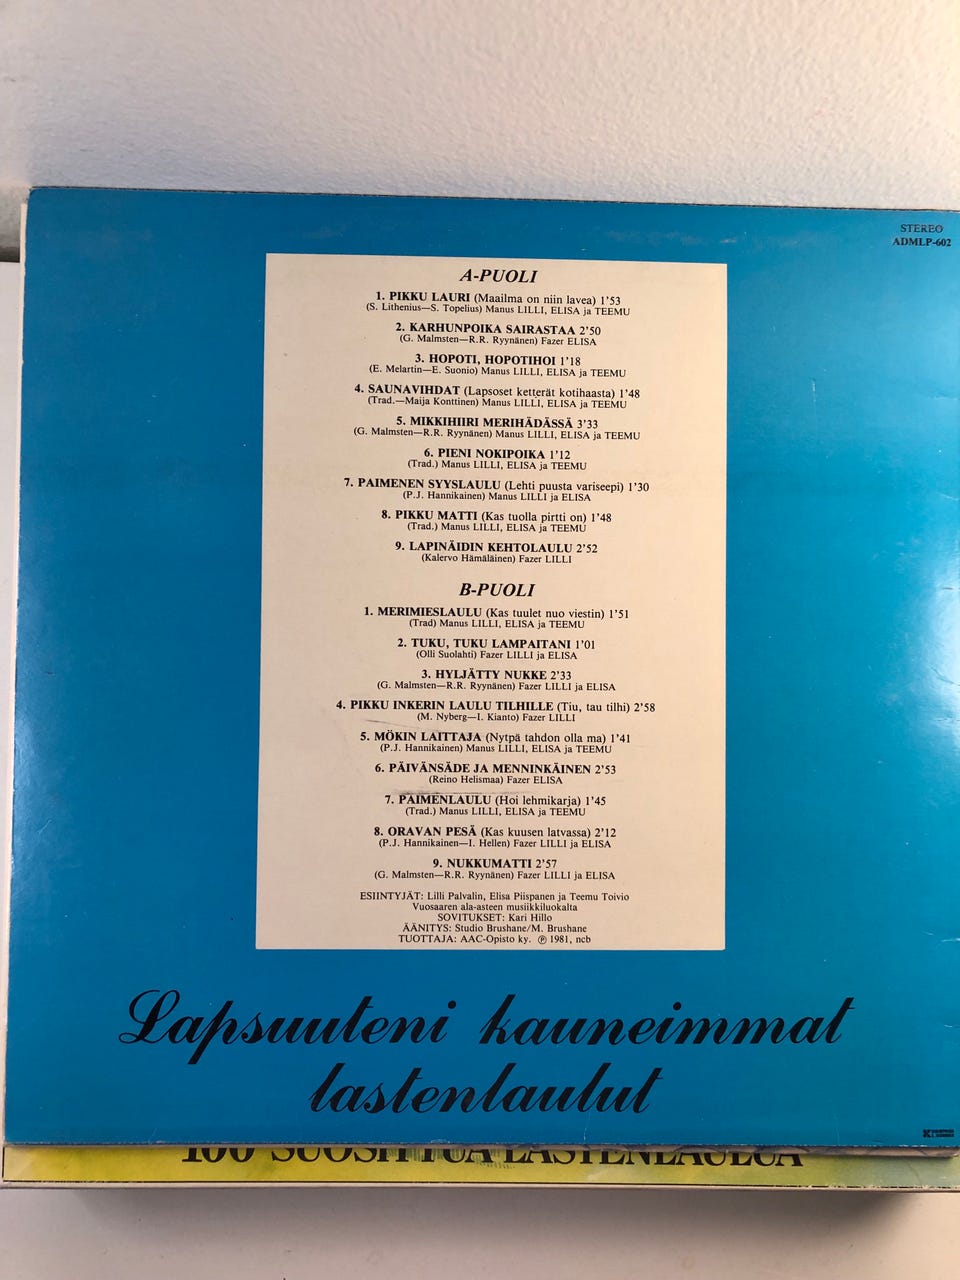 STEREO
ADMLP-602
A-PUOLI
1. PIKKU LAURI (Maailma on niin lavea) 1'53
(S. Lithenius—S. Topelius) Manus LILLI, ELISA ja TEEMU
2. KARHUNPOIKA SAIRASTAA 2'50
(G. Malmsten—R.R. Ryynänen) Fazer ELISA
3. HOPOTI, HOPOTIHOI 1'18
(E. Melartin—E. Suonio) Manus LILLI, ELISA ja TEEMU
4. SAUNAVIHDAT (Lapsoset ketterät kotihaasta) 1'48
(Trad.—Maija Konttinen) Manus LILLI, ELISA ja TEEMU
5. MIKKIHIIRI MERIHÄDÄSSÄ 3'33
(G. Malmsten—R.R. Ryynänen) Manus LILLI, ELISA ja TEEMU
6. PIENI NOKIPOIKA 1'12
(Trad.) Manus LILLI, ELISA ja TEEMU
7. PAIMENEN SYYSLAULU (Lehti puusta variseepi) 1'30
(P.J. Hannikainen) Manus LILLI ja ELISA
8. PIKKU MATTI (Kas tuolla pirtti on) 1'48
(Trad.) Manus LILLI, ELISA ja TEEMU
9. LAPINÄIDIN KEHTOLAULU 2'52
(Kalervo Hämäläinen) Fazer LILLI
B-PUOLI
1. MERIMIESLAULU (Kas tuulet nuo viestin) 1'51
(Trad) Manus LILLI, ELISA ja TEEMU
2. TUKU, TUKU LAMPAITANI 1'01
(Olli Suolahti) Fazer LILLI ja ELISA
3. HYLJÄTTY NUKKE 2'33
(G. Malmsten—R.R. Ryynänen) Fazer LILLI ja ELISA
4. PIKKU INKERIN LAULU TILHILLE (Tiu, tau tilhi) 2'58
(M. Nyberg—I. Kianto) Fazer LILLI
5. MÖKIN LAITTAJA (Nytpä tahdon olla ma) 1'41
(P.J. Hannikainen) Manus LILLI, ELISA ja TEEMU
6. PÄIVÄNSÄDE JA MENNINKÄINEN 2'53
(Reino Helismaa) Fazer ELISA
7. PAIMENLAULU (Hoi lehmikarja) 1'45
(Trad.) Manus LILLI, ELISA ja TEEMU
8. ORAVAN PESÄ (Kas kuusen latvassa) 2'12
(P.J. Hannikainen—I. Hellen) Fazer LILLI ja ELISA
9. NUKKUMATTI 2'57
(G. Malmsten—R.R. Ryynänen) Fazer LILLI ja ELISA
ESIINTYJÄT: Lilli Palvalin, Elisa Piispanen ja Teemu Toivio
Vuosaaren ala-asteen musiikkiluokalta
SOVITUKSET: Kari Hillo
ÄÄNITYS: Studio Brushane/M. Brushane
TUOTTAJA: AAC-Opisto ky. ℗ 1981, ncb
Lapsuuteni kauneimmat
lastenlaulut
100 SUOSITTUA LASTENLAULUA